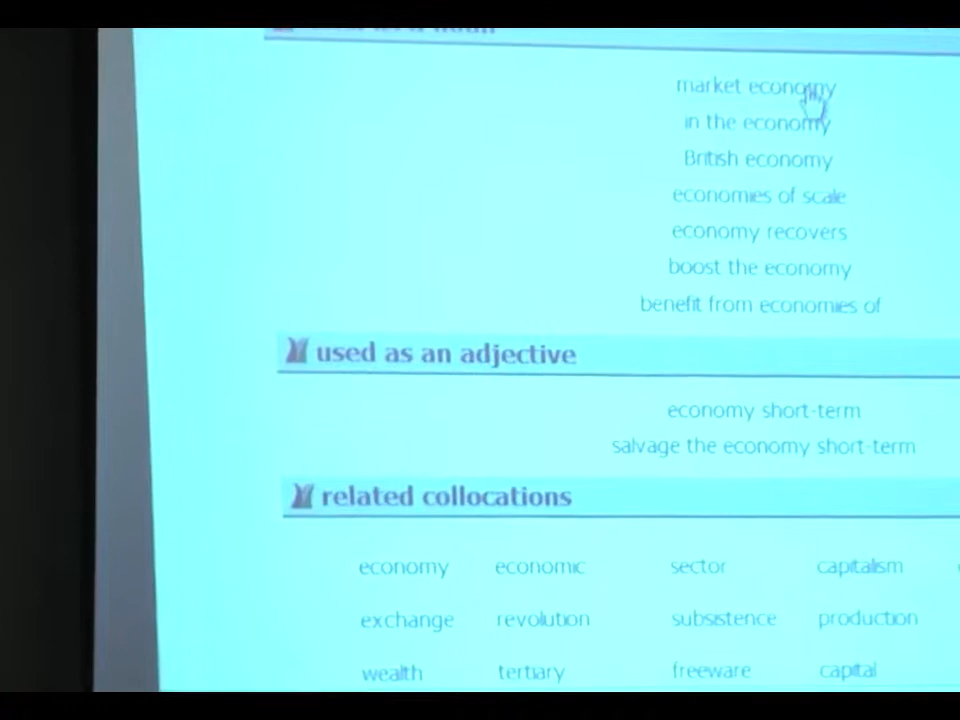 market economy
in the economy
British economy
economies of scale
economy recovers
boost the economy
benefit from economies of
used as an adjective
economy short-term
salvage the economy short-term
related collocations
economy economic sector capitalism
exchange revolution subsistence production
wealth tertiary freeware capital